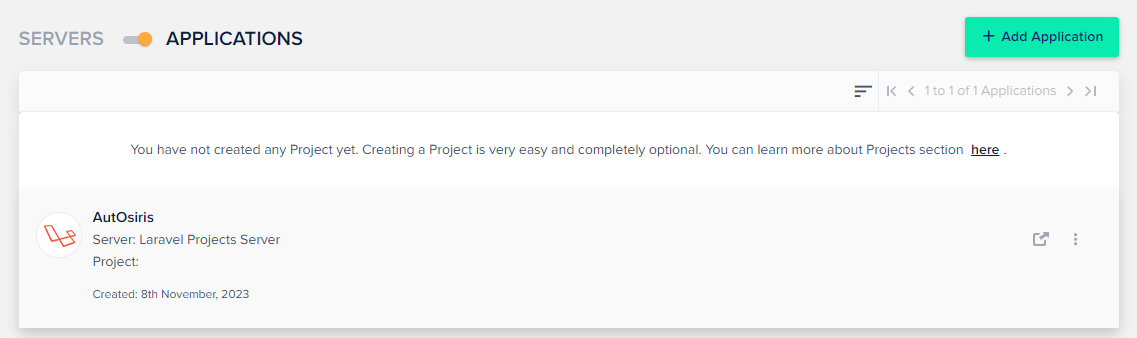 SERVERS APPLICATIONS
+ Add Application
1 to 1 of 1 Applications
You have not created any Project yet. Creating a Project is very easy and completely optional. You can learn more about Projects section here .
AutOsiris
Server: Laravel Projects Server
Project:
Created: 8th November, 2023